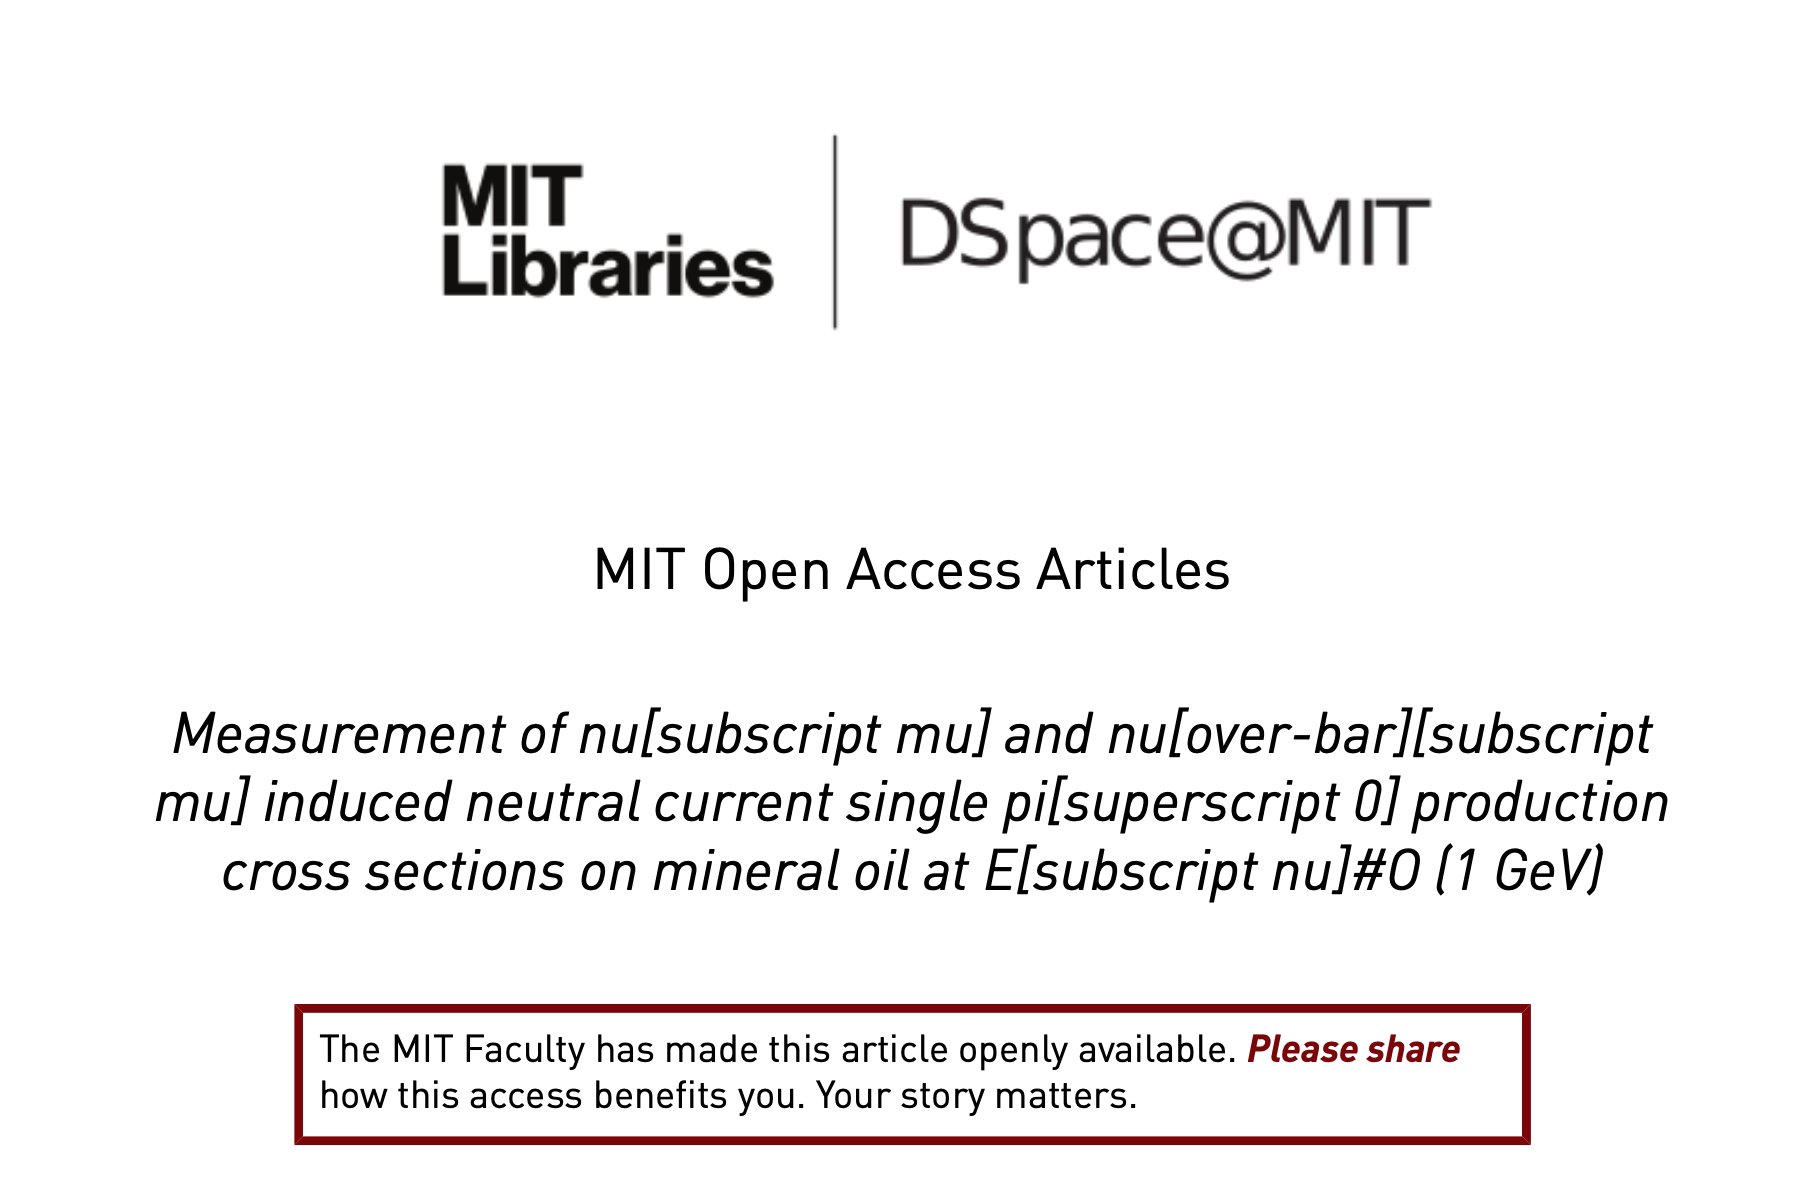 MIT
Libraries
DSpace@MIT
MIT Open Access Articles
Measurement of nu[subscript mu] and nu[over-bar][subscript
mu] induced neutral current single pi[superscript 0] production
cross sections on mineral oil at E[subscript nu]#O (1 GeV)
The MIT Faculty has made this article openly available. Please share
how this access benefits you. Your story matters.